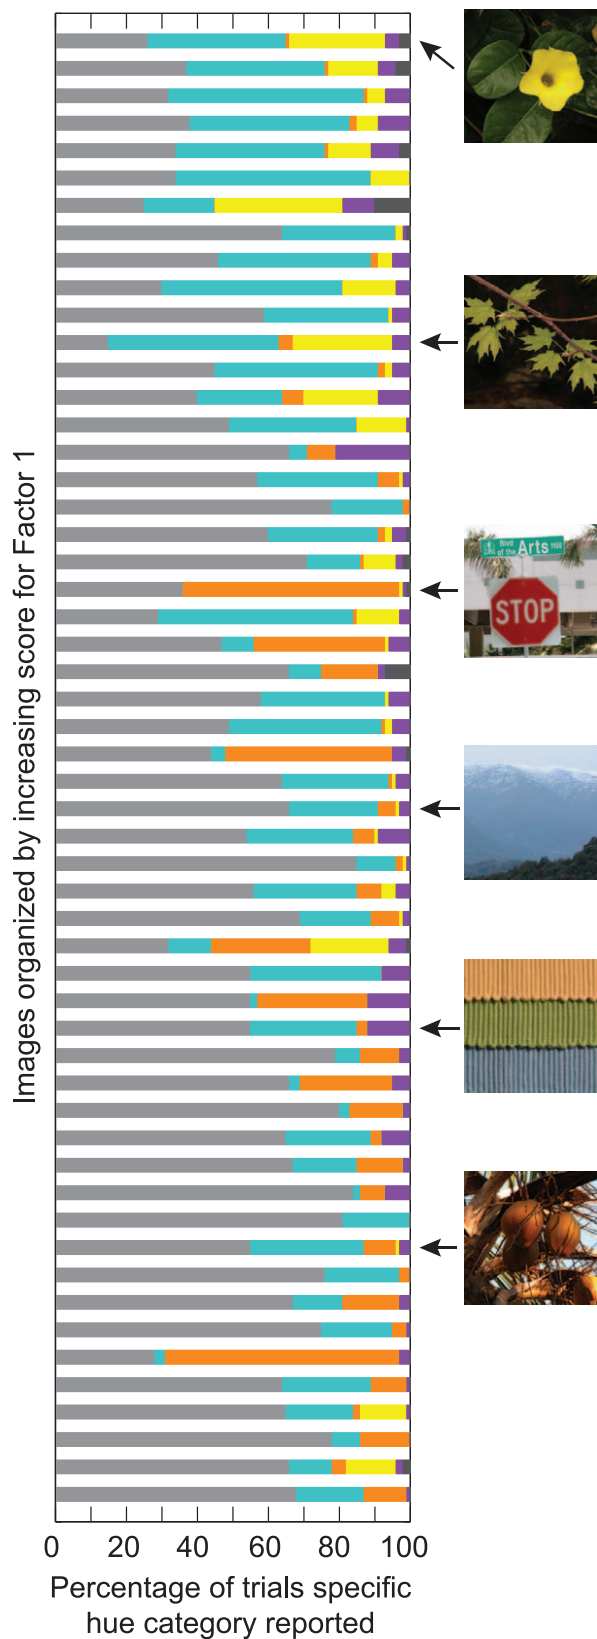 Images organized by increasing score for Factor 1
Blvd
of the Arts 1100
STOP
0 20 40 60 80 100
Percentage of trials specific
hue category reported